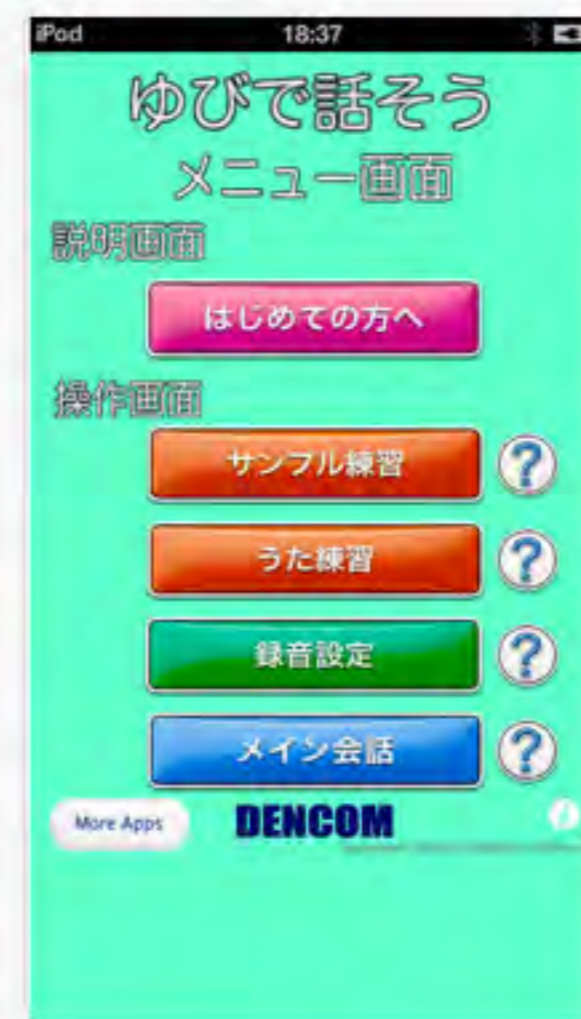 iPod 18:37
ゆびで話そう
メニュー画面
説明画面
はじめての方へ
操作画面
サンプル練習 ?
うた練習 ?
録音設定 ?
メイン会話 ?
More Apps DENCOM